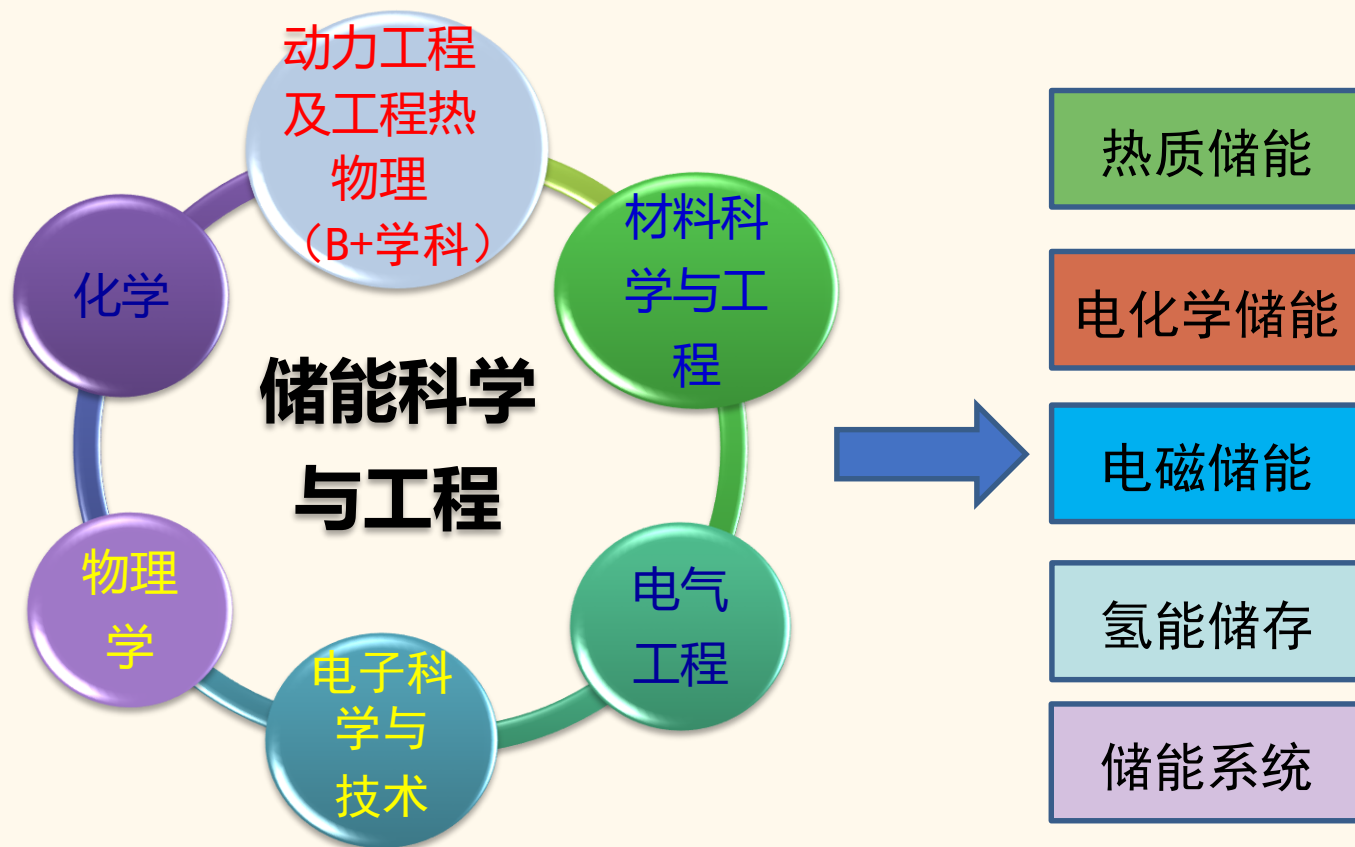 动力工程
及工程热
物理
（B+学科）
材料科
学与工
程
化学
储能科学
与工程
物理
学
电子科
学与
技术
电气
工程
热质储能
电化学储能
电磁储能
氢能储存
储能系统